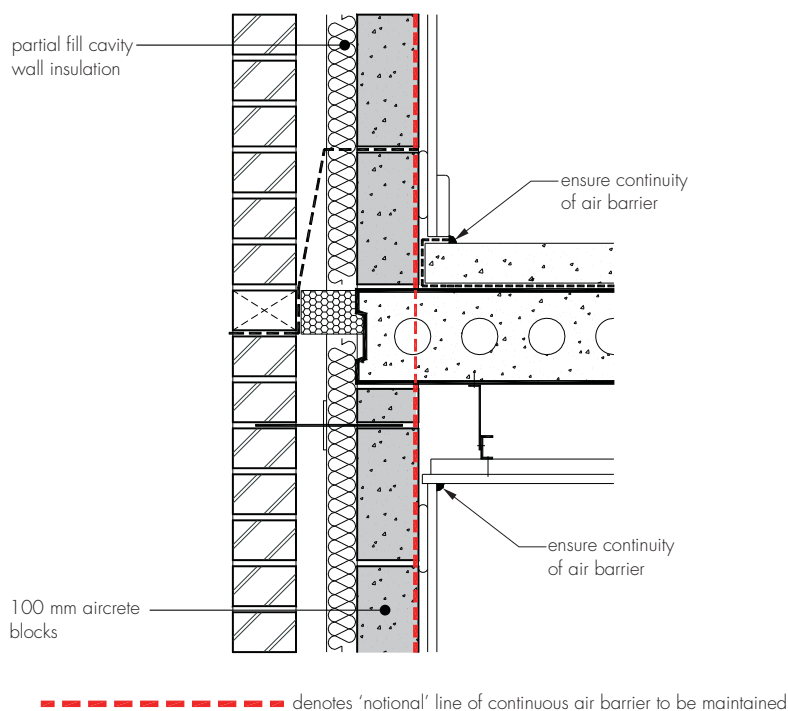 partial fill cavity
wall insulation
ensure continuity
of air barrier
ensure continuity
of air barrier
100 mm aircrete
blocks
denotes ‘notional’ line of continuous air barrier to be maintained